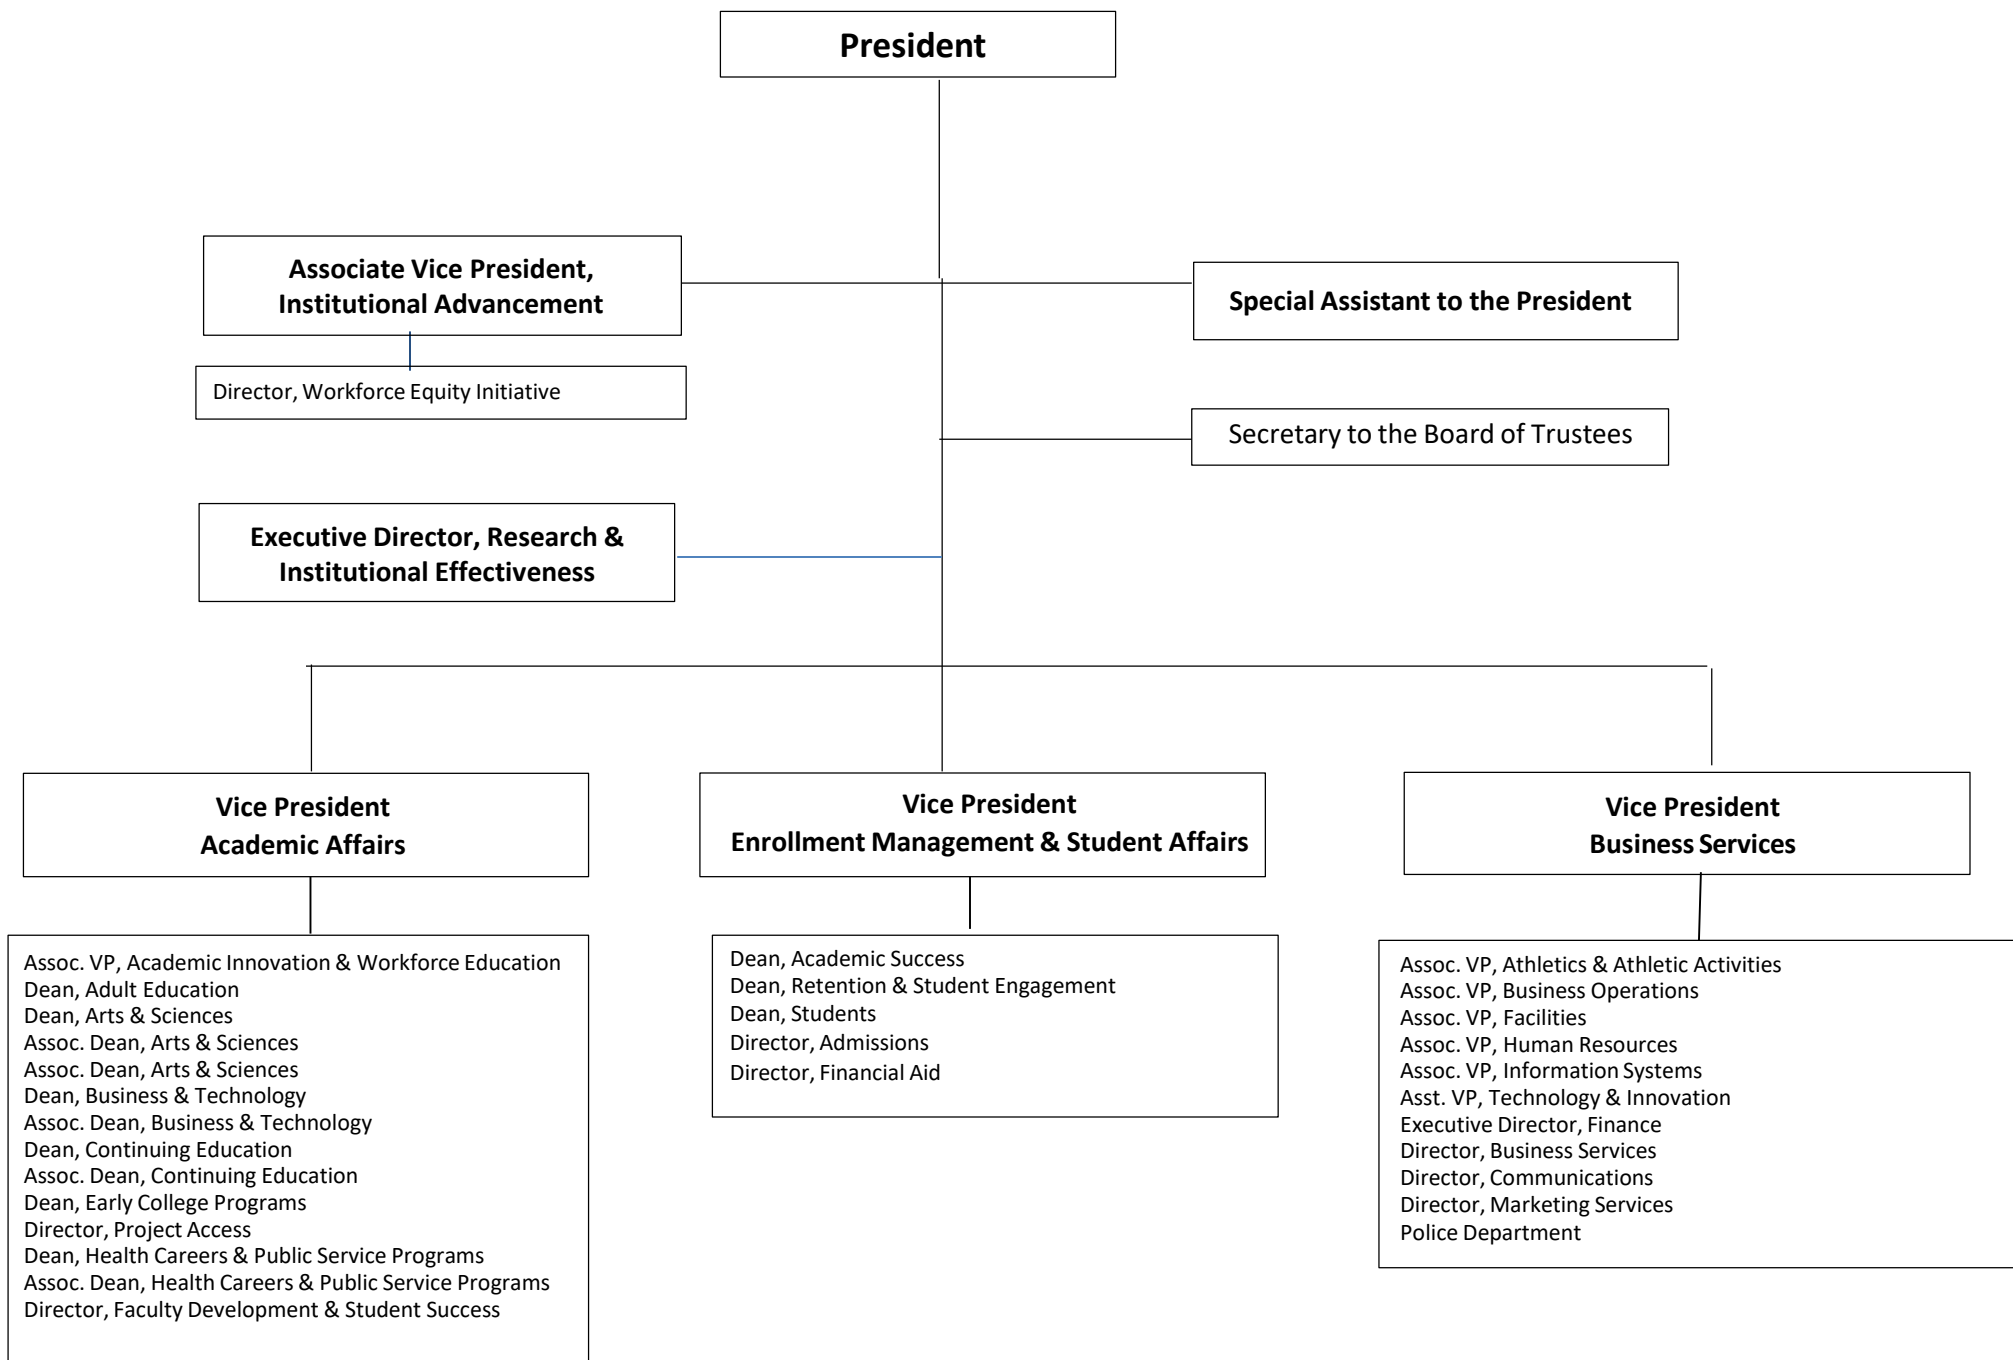 President
Associate Vice President,
Institutional Advancement
Special Assistant to the President
Director, Workforce Equity Initiative
Secretary to the Board of Trustees
Executive Director, Research &
Institutional Effectiveness
Vice President
Academic Affairs
Vice President
Enrollment Management & Student Affairs
Vice President
Business Services
Assoc. VP, Academic Innovation & Workforce Education
Dean, Adult Education
Dean, Arts & Sciences
Assoc. Dean, Arts & Sciences
Assoc. Dean, Arts & Sciences
Dean, Business & Technology
Assoc. Dean, Business & Technology
Dean, Continuing Education
Assoc. Dean, Continuing Education
Dean, Early College Programs
Director, Project Access
Dean, Health Careers & Public Service Programs
Assoc. Dean, Health Careers & Public Service Programs
Director, Faculty Development & Student Success
Dean, Academic Success
Dean, Retention & Student Engagement
Dean, Students
Director, Admissions
Director, Financial Aid
Assoc. VP, Athletics & Athletic Activities
Assoc. VP, Business Operations
Assoc. VP, Facilities
Assoc. VP, Human Resources
Assoc. VP, Information Systems
Asst. VP, Technology & Innovation
Executive Director, Finance
Director, Business Services
Director, Communications
Director, Marketing Services
Police Department